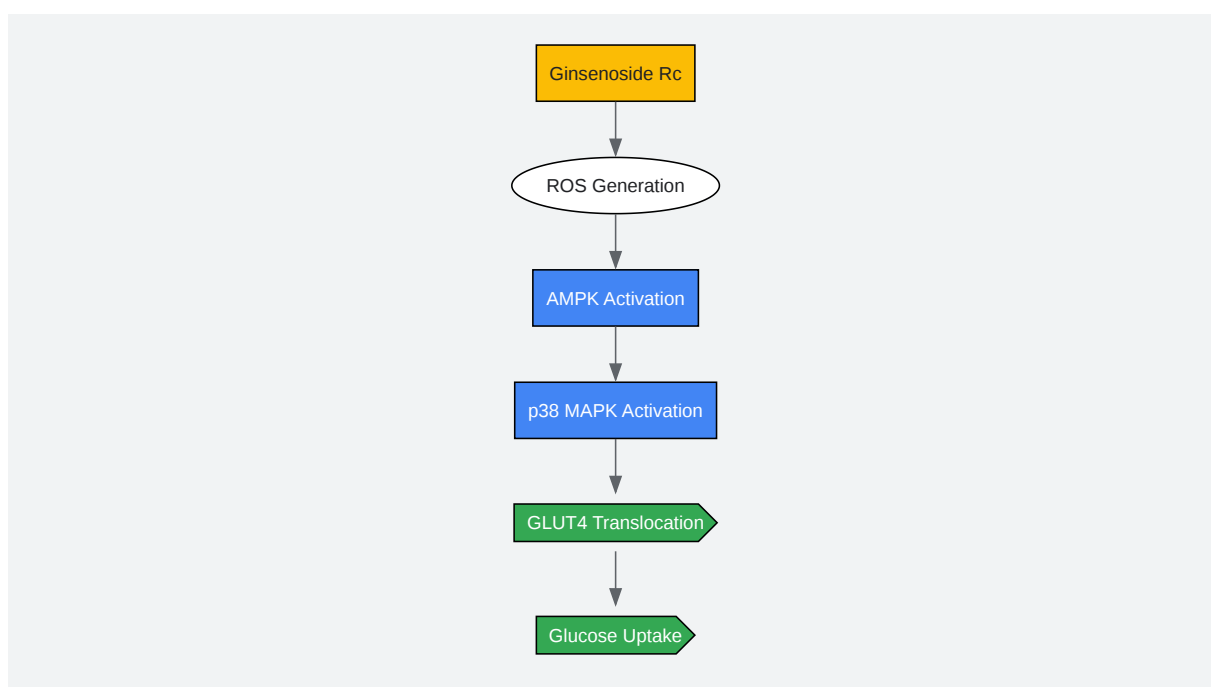 Ginsenoside Rc
ROS Generation
AMPK Activation
p38 MAPK Activation
GLUT4 Translocation
Glucose Uptake